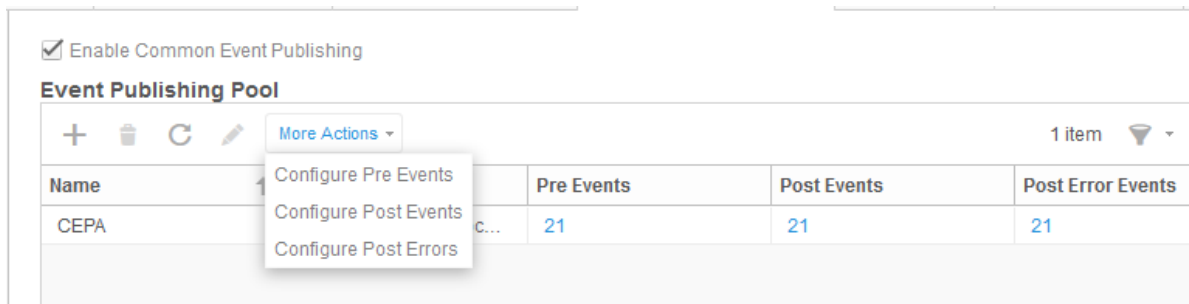 Enable Common Event Publishing
Event Publishing Pool
More Actions
1 item
Configure Pre Events
Configure Post Events
Configure Post Errors
Name
Pre Events
Post Events
Post Error Events
CEPA
c...
21
21
21